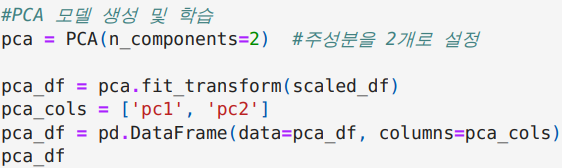 #PCA 모델 생성 및 학습
pca = PCA(n_components=2)  #주성분을 2개로 설정
pca_df = pca.fit_transform(scaled_df)
pca_cols = ['pc1', 'pc2']
pca_df = pd.DataFrame(data=pca_df, columns=pca_cols)
pca_df